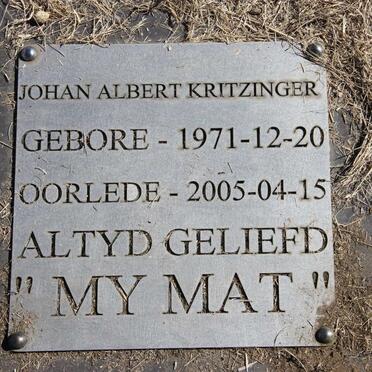 JOHAN ALBERT KRITZINGER
GEBORE - 1971-12-20
OORLEDE - 2005-04-15
ALTYD GELIEFD
" MY MAT "